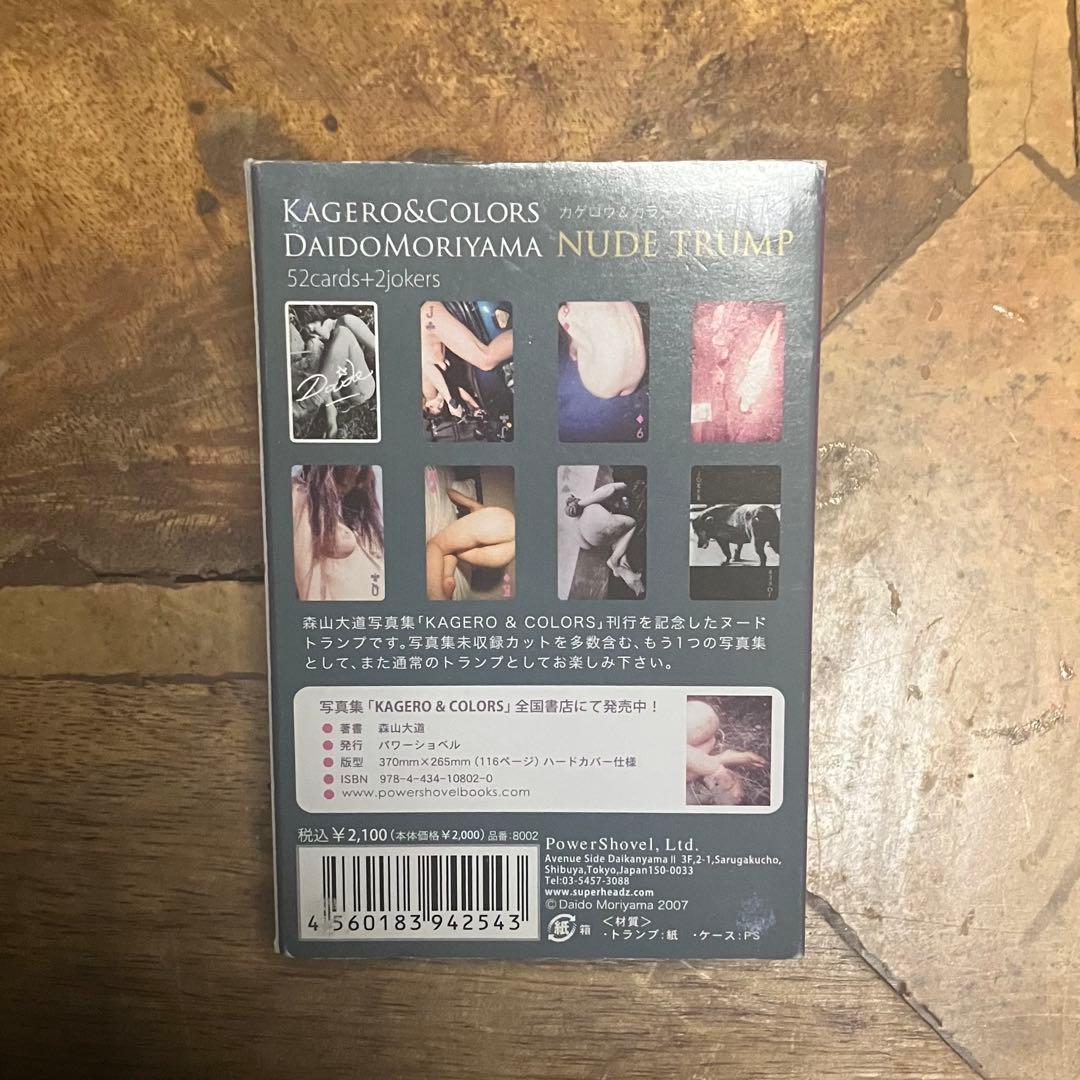 KAGERO&COLORS カゲロウ&カラーズ
DAIDOMORIYAMA NUDE TRUMP
52cards+2jokers
Daido
J
9
Q
JOKER
JOKER
森山大道写真集「KAGERO & COLORS」刊行を記念したヌード
トランプです。写真集未収録カットを多数含む、もう1つの写真集
として、また通常のトランプとしてお楽しみ下さい。
写真集「KAGERO & COLORS」全国書店にて発売中！
● 著書 森山大道
● 発行 パワーショベル
● 版型 370mm×265mm（116ページ）ハードカバー仕様
● ISBN 978-4-434-10802-0
● www.powershovelbooks.com
税込￥2,100（本体価格￥2,000）品番：8002
4 560183 942543
PowerShovel, Ltd.
Avenue Side Daikanyama II 3F,2-1,Sarugakucho,
Shibuya,Tokyo,Japan150-0033
Tel:03-5457-3088
www.superheadz.com
© Daido Moriyama 2007
紙 箱 ＜材質＞
・トランプ：紙 ・ケース：PS